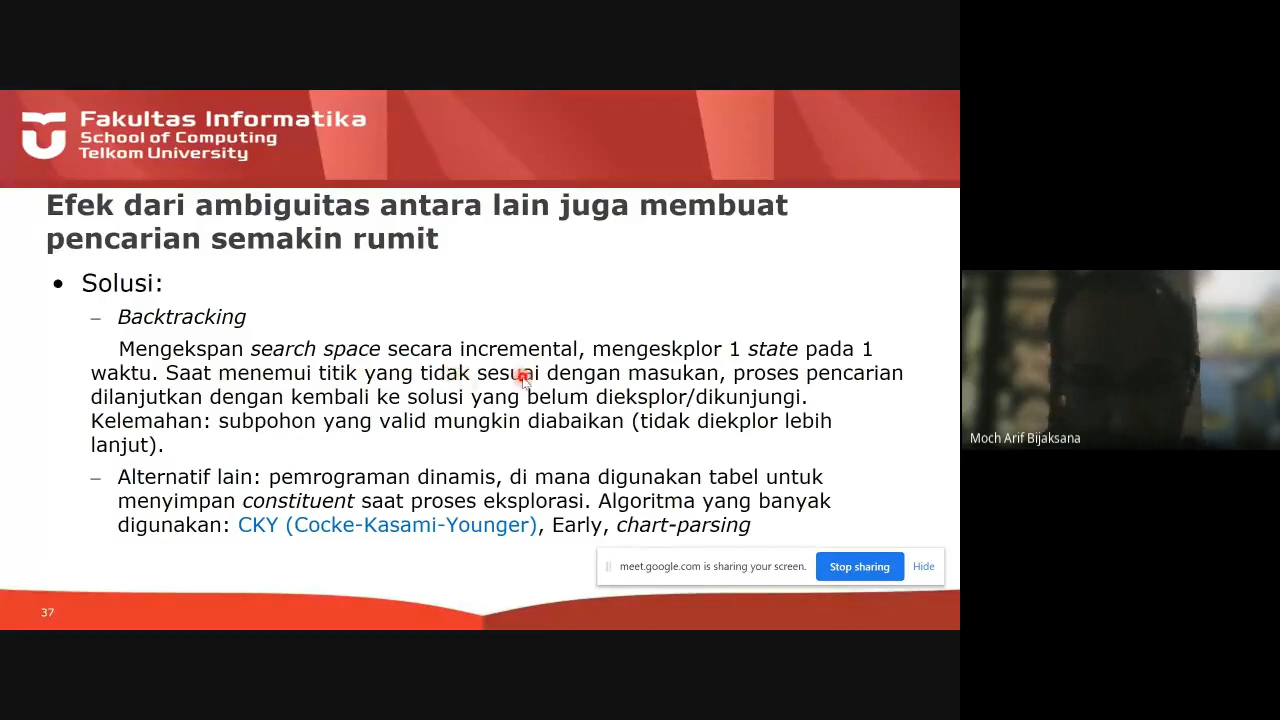 Fakultas Informatika
School of Computing
Telkom University
Efek dari ambiguitas antara lain juga membuat
pencarian semakin rumit
• Solusi:
– Backtracking
Mengekspan search space secara incremental, mengeskplor 1 state pada 1
waktu. Saat menemui titik yang tidak sesuai dengan masukan, proses pencarian
dilanjutkan dengan kembali ke solusi yang belum dieksplor/dikunjungi.
Kelemahan: subpohon yang valid mungkin diabaikan (tidak diekplor lebih
lanjut).
– Alternatif lain: pemrograman dinamis, di mana digunakan tabel untuk
menyimpan constituent saat proses eksplorasi. Algoritma yang banyak
digunakan: CKY (Cocke-Kasami-Younger), Early, chart-parsing
meet.google.com is sharing your screen. Stop sharing Hide
37
Moch Arif Bijaksana